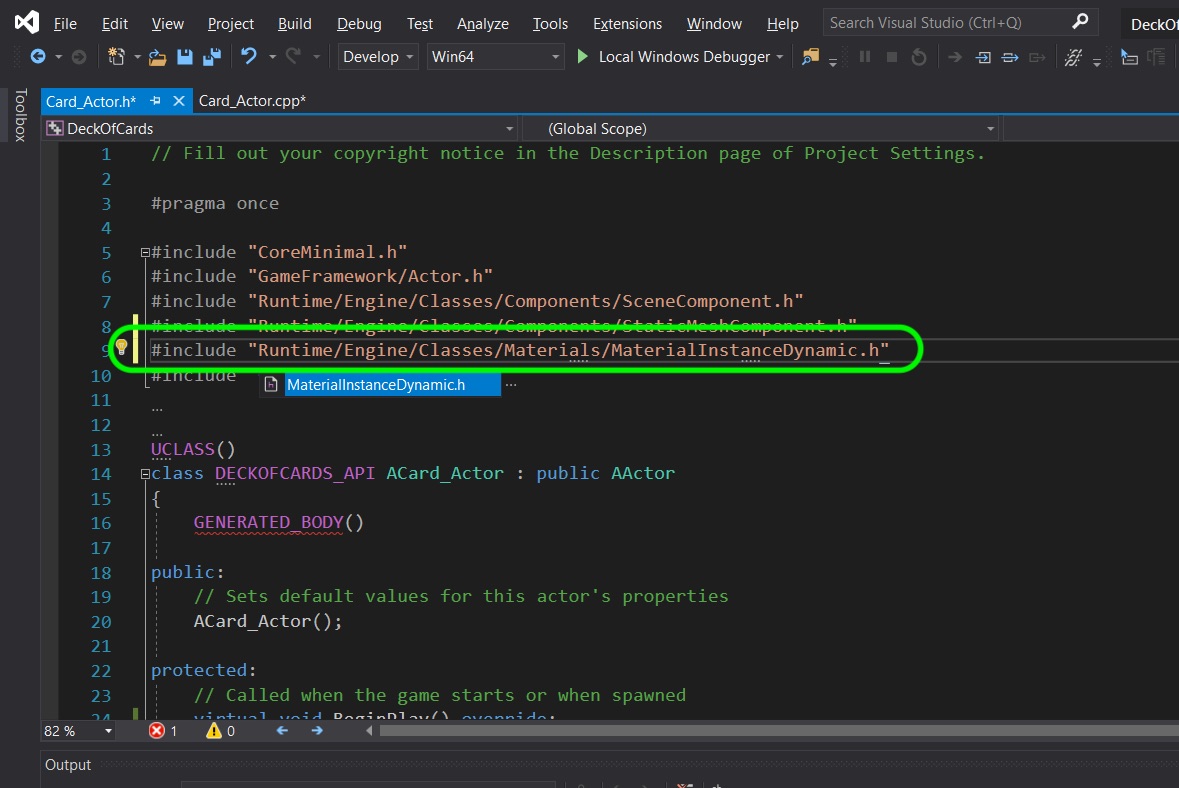 File Edit View Project Build Debug Test Analyze Tools Extensions Window Help Search Visual Studio (Ctrl+Q) DeckOf
Develop Win64 Local Windows Debugger
Toolbox
Card_Actor.h* Card_Actor.cpp*
DeckOfCards (Global Scope)
1 // Fill out your copyright notice in the Description page of Project Settings.
2
3 #pragma once
4
5 #include "CoreMinimal.h"
6 #include "GameFramework/Actor.h"
7 #include "Runtime/Engine/Classes/Components/SceneComponent.h"
8 #include "Runtime/Engine/Classes/Components/StaticMeshComponent.h"
9 #include "Runtime/Engine/Classes/Materials/MaterialInstanceDynamic.h"
10 #include
MaterialInstanceDynamic.h ...
11 ...
12 ...
13 UCLASS()
14 class DECKOFCARDS_API ACard_Actor : public AActor
15 {
16 GENERATED_BODY()
17
18 public:
19 // Sets default values for this actor's properties
20 ACard_Actor();
21
22 protected:
23 // Called when the game starts or when spawned
24 virtual void BeginPlay() override;
82 % 1 0
Output